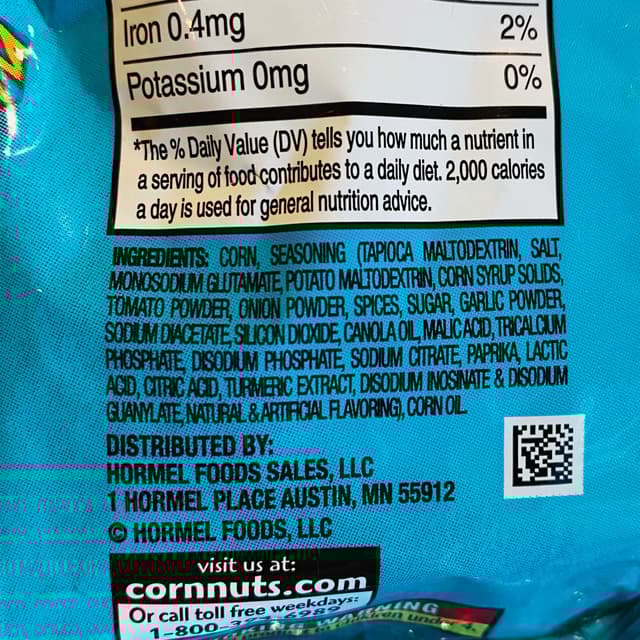 Iron 0.4mg 2%
Potassium 0mg 0%
*The % Daily Value (DV) tells you how much a nutrient in
a serving of food contributes to a daily diet. 2,000 calories
a day is used for general nutrition advice.
INGREDIENTS: CORN, SEASONING (TAPIOCA MALTODEXTRIN, SALT,
MONOSODIUM GLUTAMATE, POTATO MALTODEXTRIN, CORN SYRUP SOLIDS,
TOMATO POWDER, ONION POWDER, SPICES, SUGAR, GARLIC POWDER,
SODIUM DIACETATE, SILICON DIOXIDE, CANOLA OIL, MALIC ACID, TRICALCIUM
PHOSPHATE, DISODIUM PHOSPHATE, SODIUM CITRATE, PAPRIKA, LACTIC
ACID, CITRIC ACID, TURMERIC EXTRACT, DISODIUM INOSINATE & DISODIUM
GUANYLATE, NATURAL & ARTIFICIAL FLAVORING), CORN OIL.
DISTRIBUTED BY:
HORMEL FOODS SALES, LLC
1 HORMEL PLACE AUSTIN, MN 55912
© HORMEL FOODS, LLC
visit us at:
cornnuts.com
Or call toll free weekdays:
1-800-
WARNING